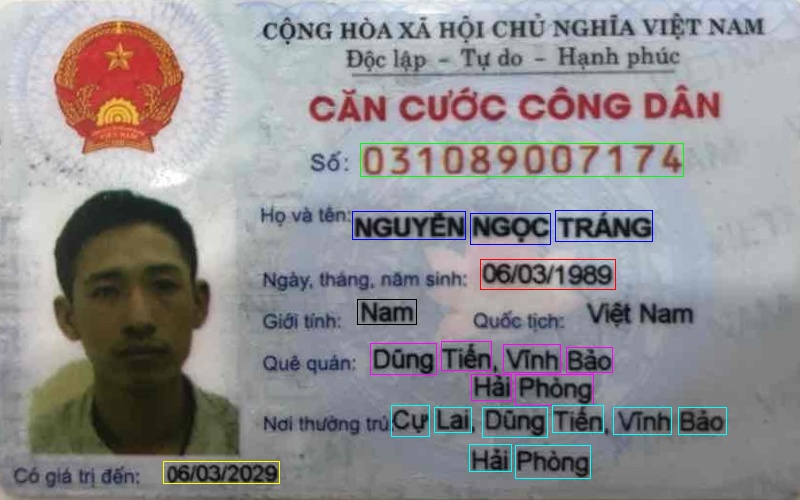 CỘNG HÒA XÃ HỘI CHỦ NGHĨA VIỆT NAM
Độc lập - Tự do - Hạnh phúc
CĂN CƯỚC CÔNG DÂN
Số: 031089007174
Họ và tên: NGUYỄN NGỌC TRÁNG
Ngày, tháng, năm sinh: 06/03/1989
Giới tính: Nam Quốc tịch: Việt Nam
Quê quán: Dũng Tiến, Vĩnh Bảo
Hải Phòng
Nơi thường trú: Cự Lai, Dũng Tiến, Vĩnh Bảo
Hải Phòng
Có giá trị đến: 06/03/2029